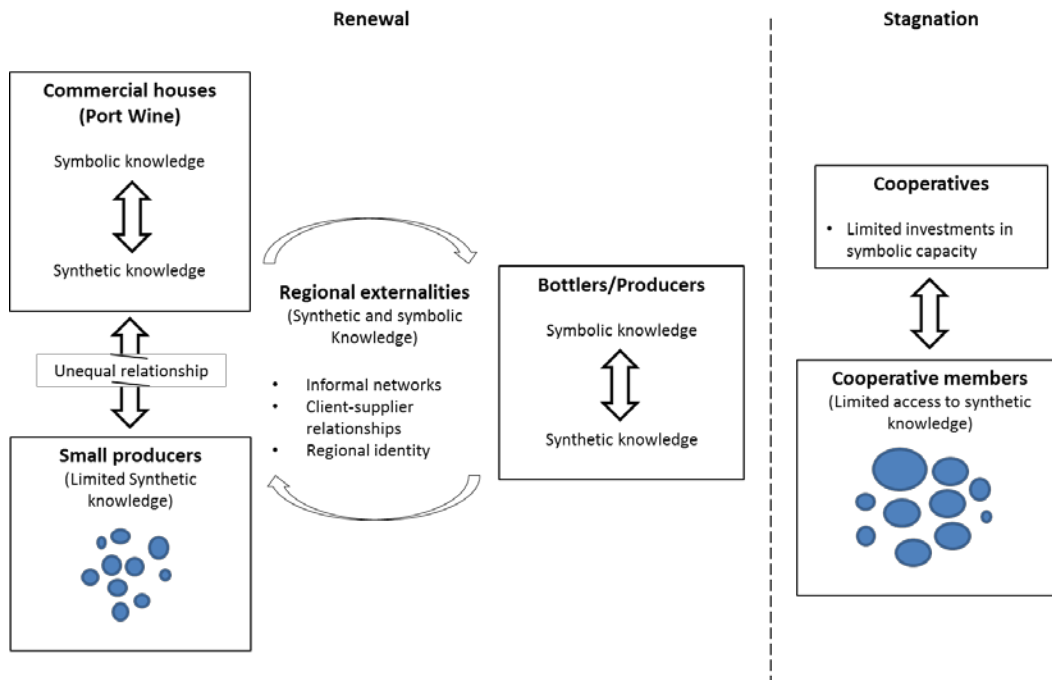 Renewal
Stagnation
Commercial houses
(Port Wine)
Symbolic knowledge
Synthetic knowledge
Unequal relationship
Small producers
(Limited Synthetic
knowledge)
Regional externalities
(Synthetic and symbolic
Knowledge)
• Informal networks
• Client-supplier
relationships
• Regional identity
Bottlers/Producers
Symbolic knowledge
Synthetic knowledge
Cooperatives
• Limited investments in
symbolic capacity
Cooperative members
(Limited access to synthetic
knowledge)